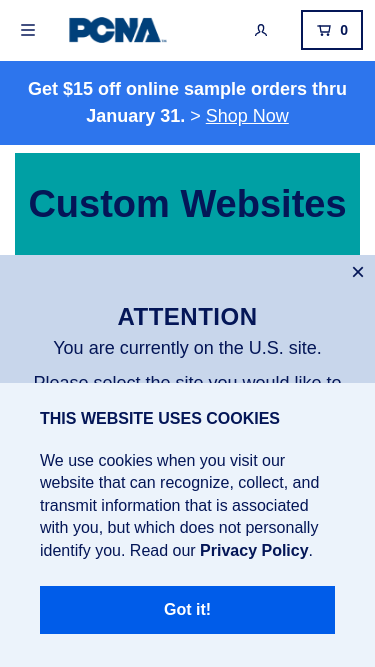 PCNA
0
Get $15 off online sample orders thru
January 31. > Shop Now
Custom Websites
ATTENTION
You are currently on the U.S. site.
Please select the site you would like to
THIS WEBSITE USES COOKIES
We use cookies when you visit our
website that can recognize, collect, and
transmit information that is associated
with you, but which does not personally
identify you. Read our Privacy Policy.
Got it!